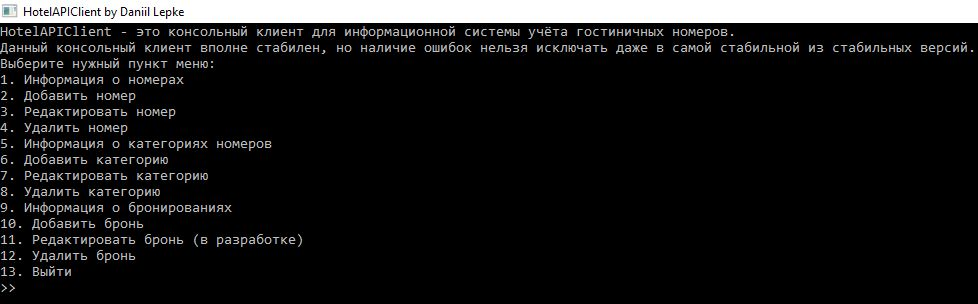 HotelAPIClient by Daniil Lepke
HotelAPIClient - это консольный клиент для информационной системы учёта гостиничных номеров.
Данный консольный клиент вполне стабилен, но наличие ошибок нельзя исключать даже в самой стабильной из стабильных версий.
Выберите нужный пункт меню:
1. Информация о номерах
2. Добавить номер
3. Редактировать номер
4. Удалить номер
5. Информация о категориях номеров
6. Добавить категорию
7. Редактировать категорию
8. Удалить категорию
9. Информация о бронированиях
10. Добавить бронь
11. Редактировать бронь (в разработке)
12. Удалить бронь
13. Выйти
>>